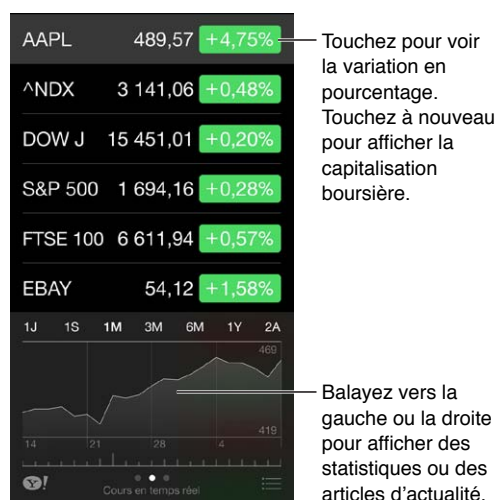 AAPL 489,57 +4,75%
^NDX 3 141,06 +0,48%
DOW J 15 451,01 +0,20%
S&P 500 1 694,16 +0,28%
FTSE 100 6 611,94 +0,57%
EBAY 54,12 +1,58%
1J 1S 1M 3M 6M 1Y 2A
469
419
14 21 28 4
Y!
Cours en temps réel
Touchez pour voir
la variation en
pourcentage.
Touchez à nouveau
pour afficher la
capitalisation
boursière.
Balayez vers la
gauche ou la droite
pour afficher des
statistiques ou des
articles d’actualité.